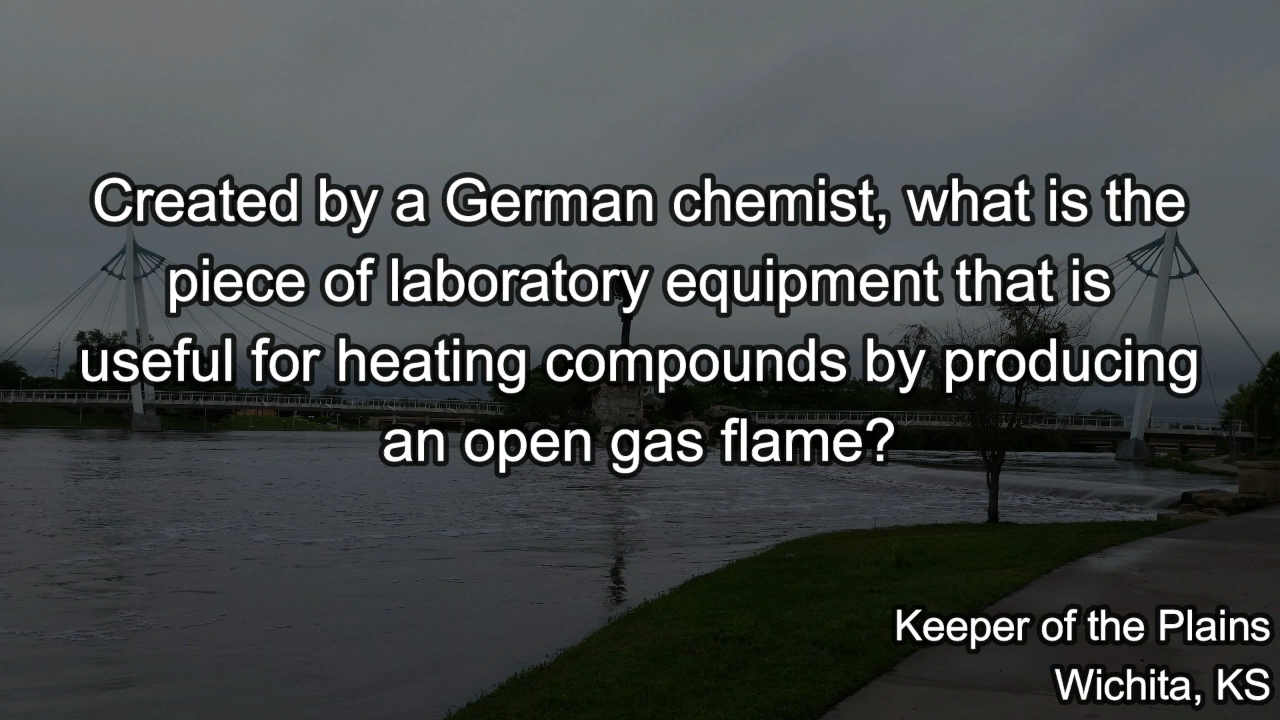 Created by a German chemist, what is the
piece of laboratory equipment that is
useful for heating compounds by producing
an open gas flame?
Keeper of the Plains
Wichita, KS